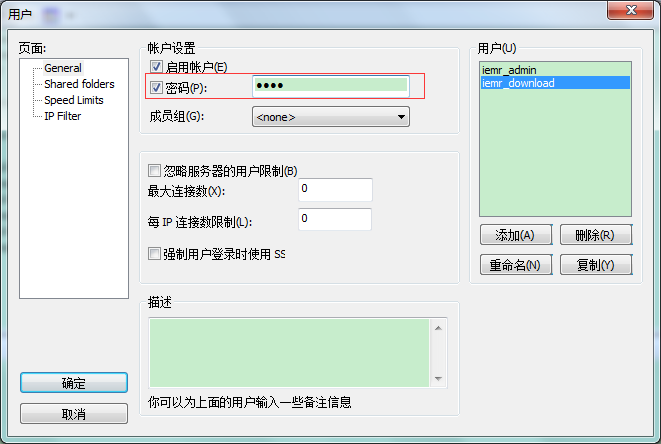 用户
页面:
General
Shared folders
Speed Limits
IP Filter
帐户设置
启用帐户(E)
密码(P):
●●●●
成员组(G):
<none>
忽略服务器的用户限制(B)
最大连接数(X):
0
每 IP 连接数限制(L):
0
强制用户登录时使用 SS
描述
你可以为上面的用户输入一些备注信息
用户(U)
iemr_admin
iemr_download
添加(A)
删除(R)
重命名(N)
复制(Y)
确定
取消